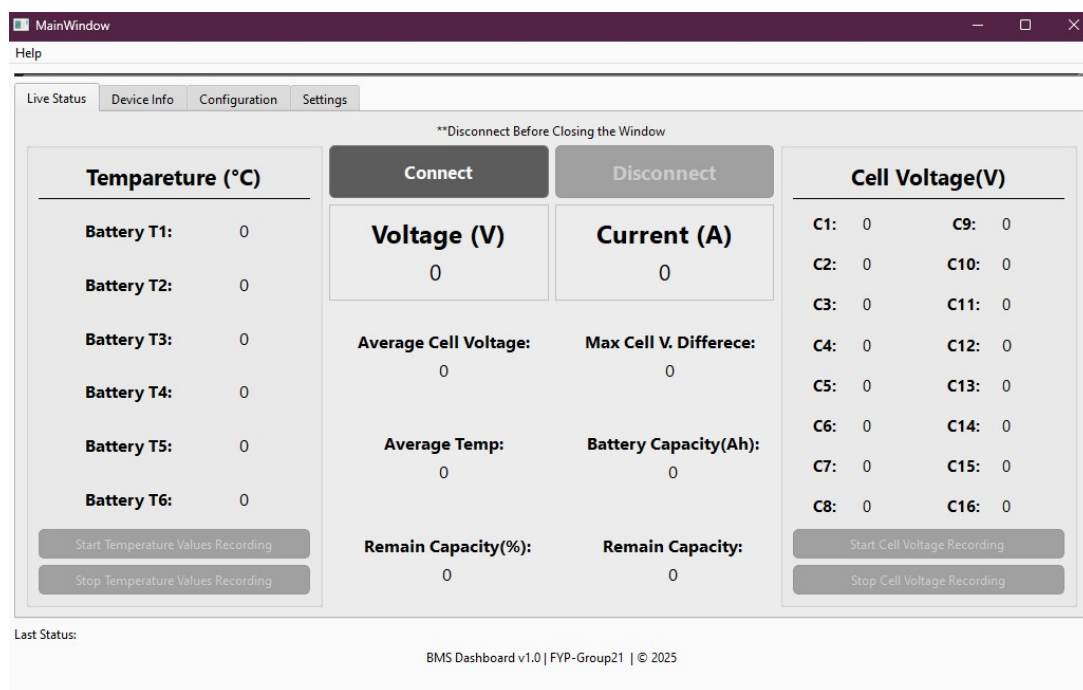 MainWindow
Help
Live Status Device Info Configuration Settings
**Disconnect Before Closing the Window
Tempareture (°C)
Battery T1: 0
Battery T2: 0
Battery T3: 0
Battery T4: 0
Battery T5: 0
Battery T6: 0
Start Temperature Values Recording
Stop Temperature Values Recording
Connect Disconnect
Voltage (V) Current (A)
0 0
Average Cell Voltage: Max Cell V. Differece:
0 0
Average Temp: Battery Capacity(Ah):
0 0
Remain Capacity(%): Remain Capacity:
0 0
Cell Voltage(V)
C1: 0 C9: 0
C2: 0 C10: 0
C3: 0 C11: 0
C4: 0 C12: 0
C5: 0 C13: 0
C6: 0 C14: 0
C7: 0 C15: 0
C8: 0 C16: 0
Start Cell Voltage Recording
Stop Cell Voltage Recording
Last Status:
BMS Dashboard v1.0 | FYP-Group21 | © 2025